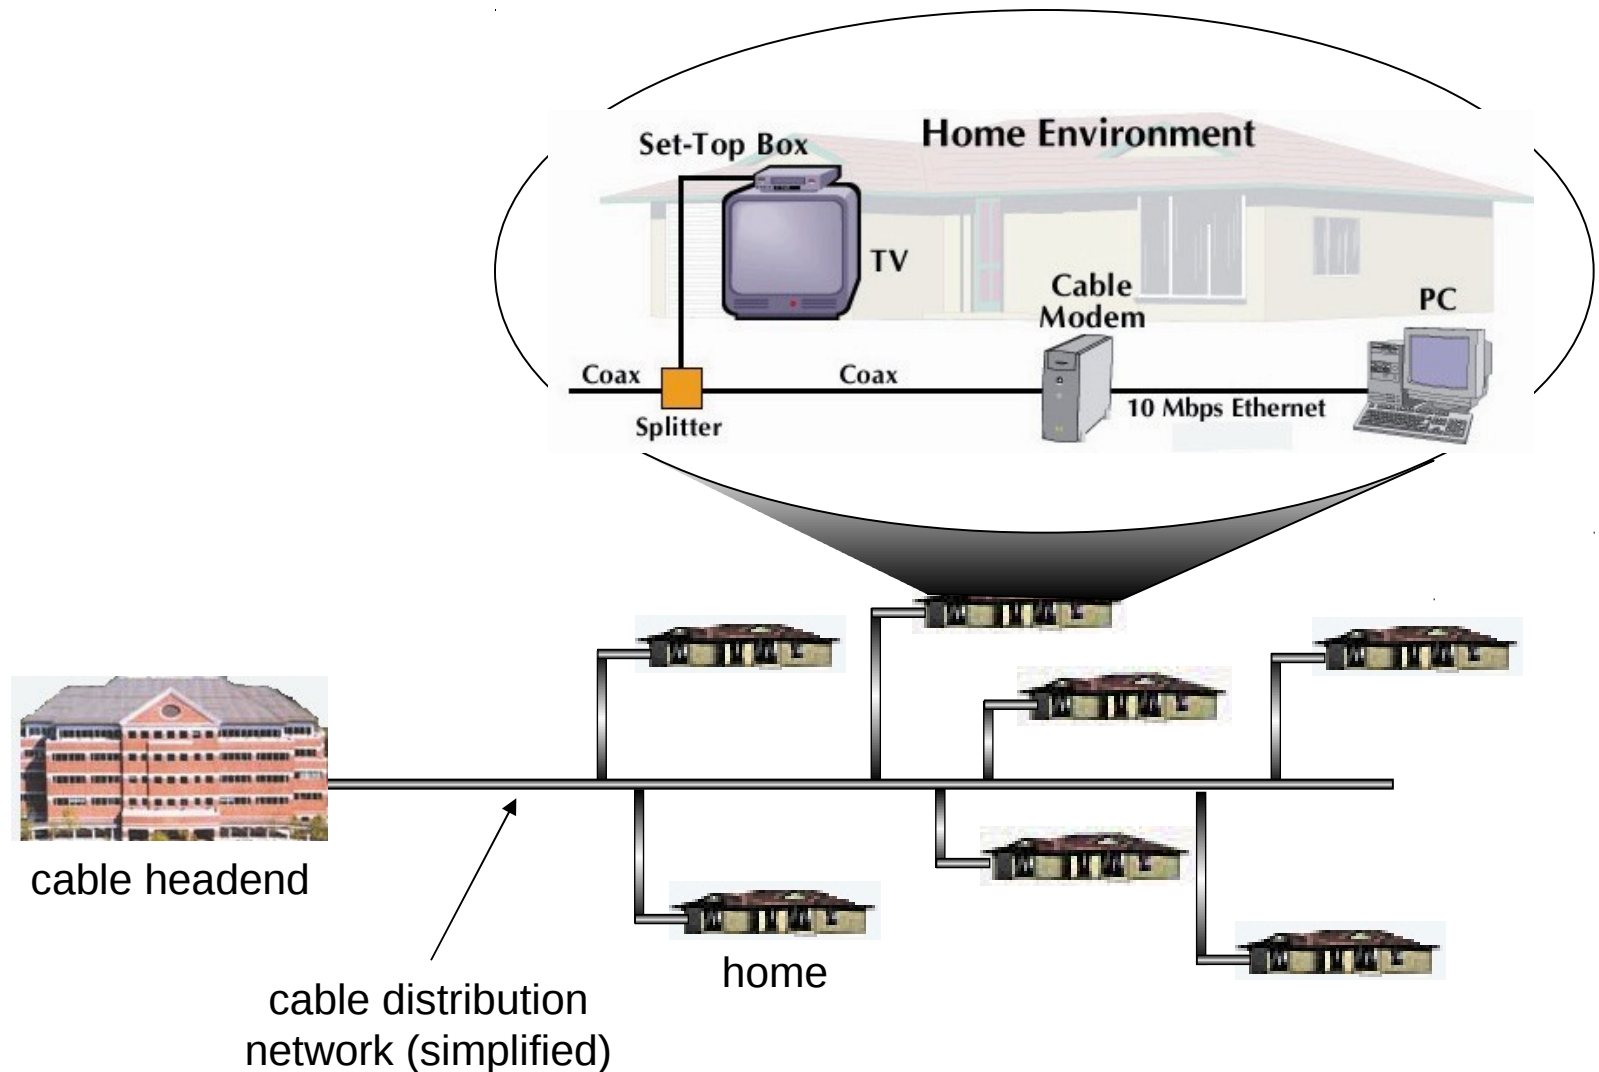 Home Environment
Set-Top Box
TV
Cable
Modem
PC
Coax
Coax
10 Mbps Ethernet
Splitter
cable headend
home
cable distribution
network (simplified)